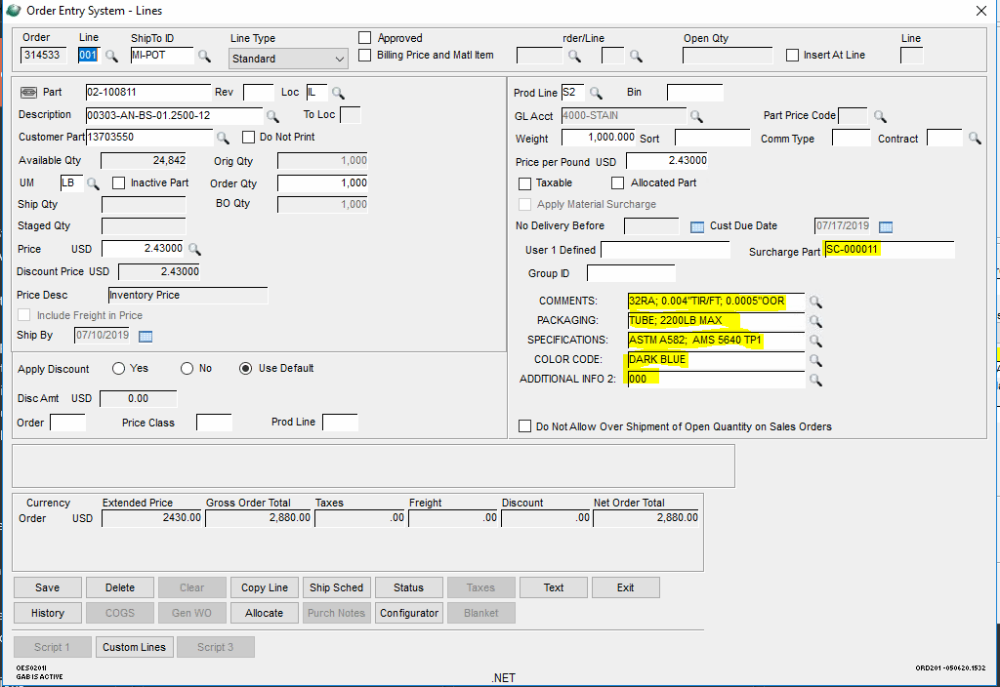 Order Entry System - Lines
Order Line ShipTo ID Line Type Approved rder/Line Open Qty Line
314533 001 MI-POT Standard Billing Price and Matl Item Insert At Line
Part 02-100811 Rev Loc IL
Description 00303-AN-BS-01.2500-12 To Loc
Customer Part 13703550 Do Not Print
Available Qty 24,842 Orig Qty 1,000
UM LB Inactive Part Order Qty 1,000
Ship Qty BO Qty 1,000
Staged Qty
Price USD 2.43000
Discount Price USD 2.43000
Price Desc Inventory Price
Include Freight in Price
Ship By 07/10/2019
Apply Discount Yes No Use Default
Disc Amt USD 0.00
Order Price Class Prod Line
Prod Line S2 Bin
GL Acct 4000-STAIN Part Price Code
Weight 1,000.000 Sort Comm Type Contract
Price per Pound USD 2.43000
Taxable Allocated Part
Apply Material Surcharge
No Delivery Before Cust Due Date 07/17/2019
User 1 Defined Surcharge Part SC-000011
Group ID
COMMENTS: 32RA; 0.004"TIR/FT; 0.0005"OOR
PACKAGING: TUBE; 2200LB MAX
SPECIFICATIONS: ASTM A582; AMS 5640 TP1
COLOR CODE: DARK BLUE
ADDITIONAL INFO 2: 000
Do Not Allow Over Shipment of Open Quantity on Sales Orders
Currency Extended Price Gross Order Total Taxes Freight Discount Net Order Total
Order USD 2430.00 2,880.00 .00 .00 .00 2,880.00
Save Delete Clear Copy Line Ship Sched Status Taxes Text Exit
History COGS Gen WO Allocate Purch Notes Configurator Blanket
Script 1 Custom Lines Script 3
OES0201I
GAB IS ACTIVE
.NET
ORD201 -050620.1532